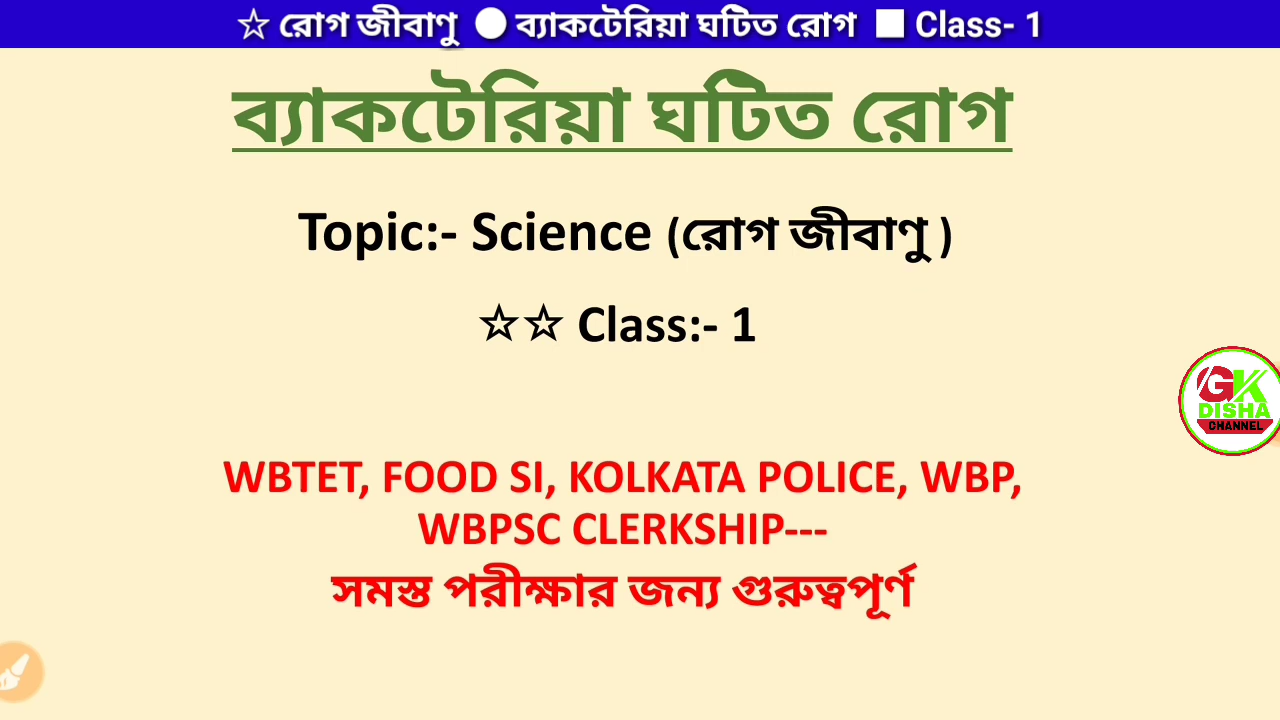 ☆ রোগ জীবাণু ● ব্যাকটেরিয়া ঘটিত রোগ ■ Class- 1
ব্যাকটেরিয়া ঘটিত রোগ
Topic:- Science (রোগ জীবাণু )
☆☆ Class:- 1
GK
DISHA
CHANNEL
WBTET, FOOD SI, KOLKATA POLICE, WBP,
WBPSC CLERKSHIP---
সমস্ত পরীক্ষার জন্য গুরুত্বপূর্ণ